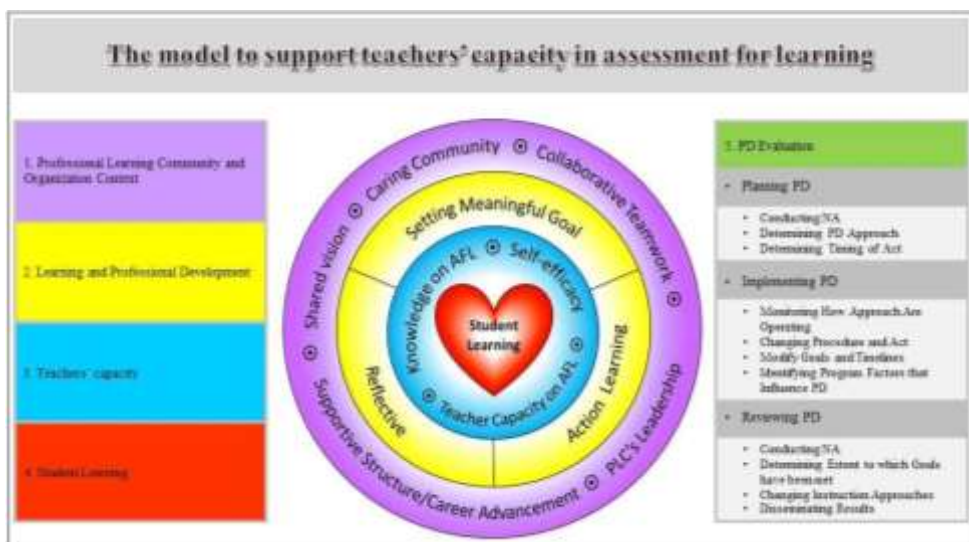 The model to support teachers' capacity in assessment for learning
1. Professional Learning Community and
Organization Context
2. Learning and Professional Development
3. Teachers' capacity
4. Student Learning
Shared vision
Caring Community
Collaborative Teamwork
PLC's Leadership
Supportive Structure/Career Advancement
Setting Meaningful Goal
Action Learning
Reflective
Knowledge on AFL
Self-efficacy
Teacher Capacity on AFL
Student
Learning
5. PD Evaluation
• Planning PD
• Conducting NA
• Determining PD Approach
• Determining Timing of Act
• Implementing PD
• Monitoring How Approach Are
Operating
• Changing Procedure and Act
• Modify Goals and Timelines
• Identifying Program Factors that
Influence PD
• Reviewing PD
• Conducting NA
• Determining Extent to which Goals
have been met
• Changing Instruction Approaches
• Disseminating Results